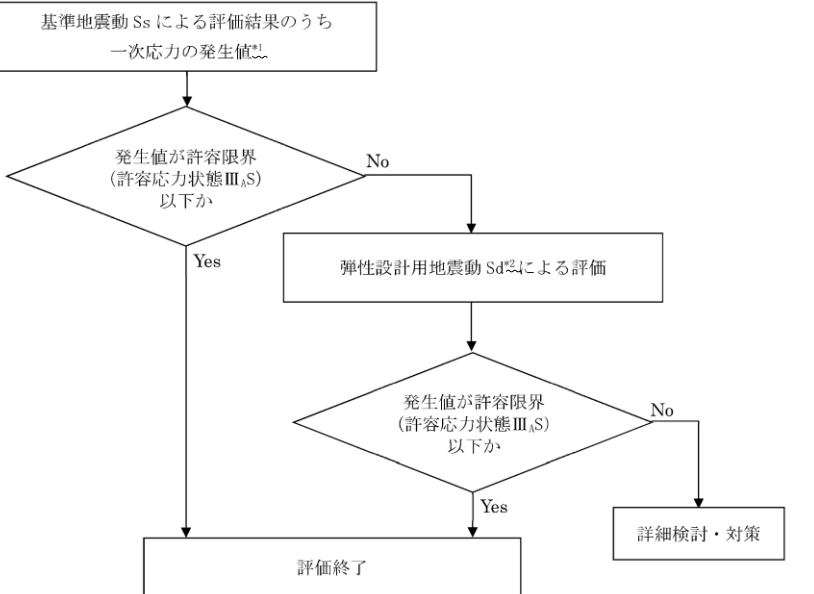 基準地震動 Ss による評価結果のうち
一次応力の発生値*1
発生値が許容限界
(許容応力状態ⅢAS)
以下か
No
Yes
弾性設計用地震動 Sd*2による評価
発生値が許容限界
(許容応力状態ⅢAS)
以下か
No
Yes
詳細検討・対策
評価終了